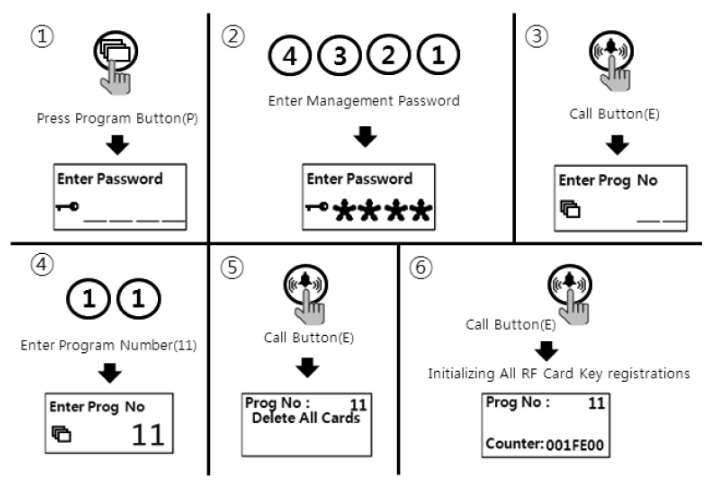 ①
Press Program Button(P)
Enter Password
②
4 3 2 1
Enter Management Password
Enter Password
③
Call Button(E)
Enter Prog No
④
1 1
Enter Program Number(11)
Enter Prog No
11
⑤
Call Button(E)
Prog No : 11
Delete All Cards
⑥
Call Button(E)
Initializing All RF Card Key registrations
Prog No : 11
Counter:001FE00